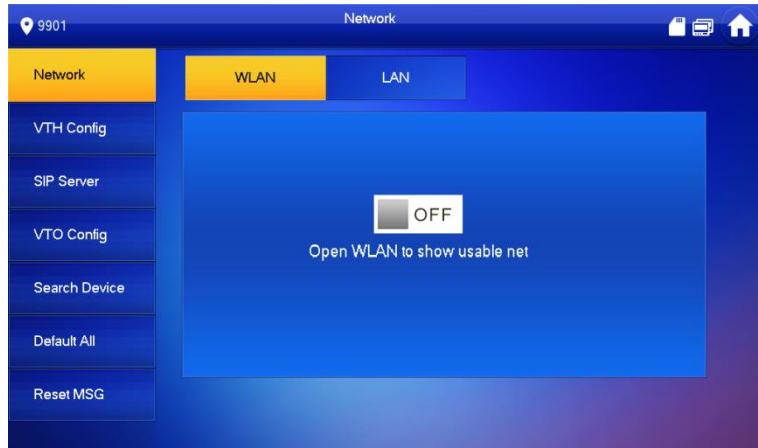 9901
Network
Network
WLAN
LAN
VTH Config
SIP Server
OFF
VTO Config
Open WLAN to show usable net
Search Device
Default All
Reset MSG